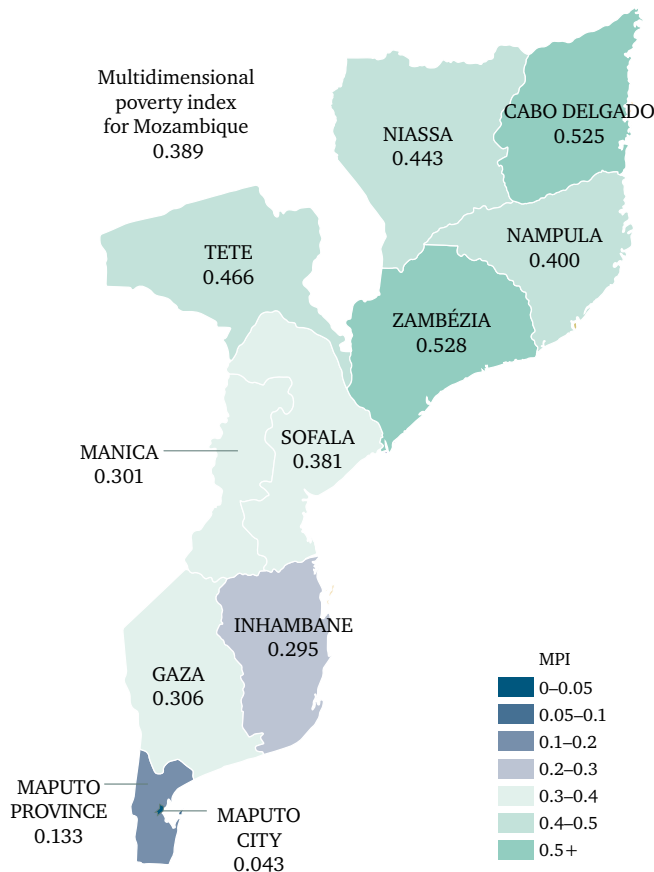 Multidimensional
poverty index
for Mozambique
0.389
CABO DELGADO
0.525
NIASSA
0.443
NAMPULA
0.400
TETE
0.466
ZAMBÉZIA
0.528
SOFALA
0.381
MANICA
0.301
INHAMBANE
0.295
GAZA
0.306
MAPUTO
PROVINCE
0.133
MAPUTO
CITY
0.043
MPI
0–0.05
0.05–0.1
0.1–0.2
0.2–0.3
0.3–0.4
0.4–0.5
0.5+